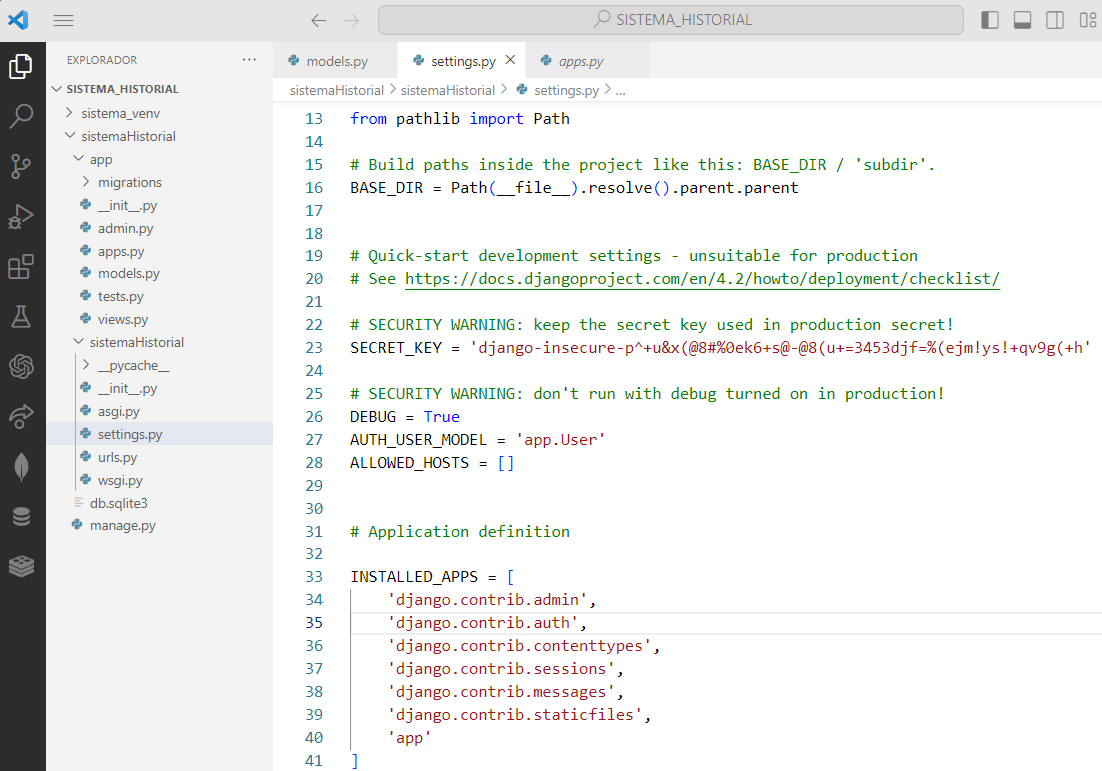 SISTEMA_HISTORIAL
EXPLORADOR
...
SISTEMA_HISTORIAL
sistema_venv
sistemaHistorial
app
migrations
__init__.py
admin.py
apps.py
models.py
tests.py
views.py
sistemaHistorial
__pycache__
__init__.py
asgi.py
settings.py
urls.py
wsgi.py
db.sqlite3
manage.py
models.py
settings.py
apps.py
sistemaHistorial > sistemaHistorial > settings.py > ...
13 from pathlib import Path
14
15 # Build paths inside the project like this: BASE_DIR / 'subdir'.
16 BASE_DIR = Path(__file__).resolve().parent.parent
17
18
19 # Quick-start development settings - unsuitable for production
20 # See https://docs.djangoproject.com/en/4.2/howto/deployment/checklist/
21
22 # SECURITY WARNING: keep the secret key used in production secret!
23 SECRET_KEY = 'django-insecure-p^+u&x(@8#%0ek6+s@-@8(u+=3453djf=%(ejm!ys!+qv9g(+h'
24
25 # SECURITY WARNING: don't run with debug turned on in production!
26 DEBUG = True
27 AUTH_USER_MODEL = 'app.User'
28 ALLOWED_HOSTS = []
29
30
31 # Application definition
32
33 INSTALLED_APPS = [
34     'django.contrib.admin',
35     'django.contrib.auth',
36     'django.contrib.contenttypes',
37     'django.contrib.sessions',
38     'django.contrib.messages',
39     'django.contrib.staticfiles',
40     'app'
41 ]